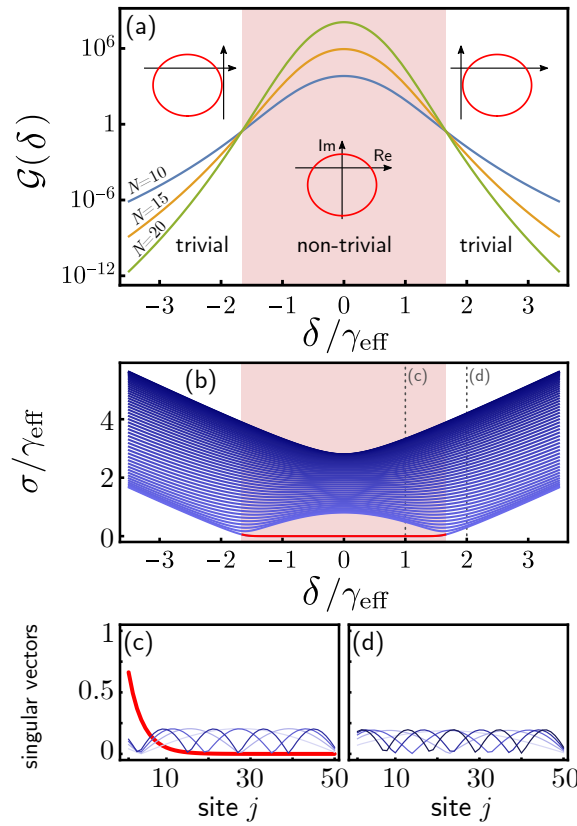 (a)
10^6
1
10^-6
10^-12
𝒢(δ)
Im
Re
N=10
N=15
N=20
trivial
non-trivial
trivial
−3 −2 −1 0 1 2 3
δ/γ_eff
(b)
(c)
(d)
4
2
0
σ/γ_eff
−3 −2 −1 0 1 2 3
δ/γ_eff
(c)
(d)
1
0.5
0
singular vectors
10 30 50
10 30 50
site j
site j